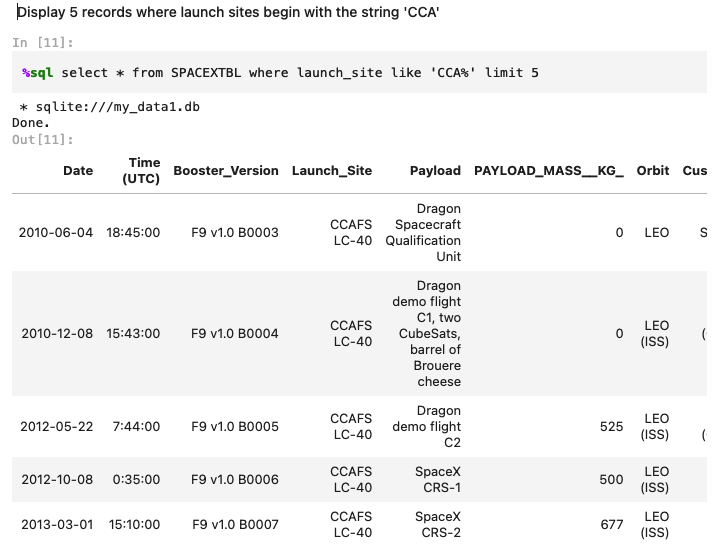 Display 5 records where launch sites begin with the string 'CCA'
In [11]:
%sql select * from SPACEXTBL where launch_site like 'CCA%' limit 5
* sqlite:///my_data1.db
Done.
Out[11]:
Date Time (UTC) Booster_Version Launch_Site Payload PAYLOAD_MASS__KG_ Orbit Cus
2010-06-04 18:45:00 F9 v1.0 B0003 CCAFS LC-40 Dragon Spacecraft Qualification Unit 0 LEO S
2010-12-08 15:43:00 F9 v1.0 B0004 CCAFS LC-40 Dragon demo flight C1, two CubeSats, barrel of Brouere cheese 0 LEO (ISS) (
2012-05-22 7:44:00 F9 v1.0 B0005 CCAFS LC-40 Dragon demo flight C2 525 LEO (ISS) (
2012-10-08 0:35:00 F9 v1.0 B0006 CCAFS LC-40 SpaceX CRS-1 500 LEO (ISS)
2013-03-01 15:10:00 F9 v1.0 B0007 CCAFS LC-40 SpaceX CRS-2 677 LEO (ISS)